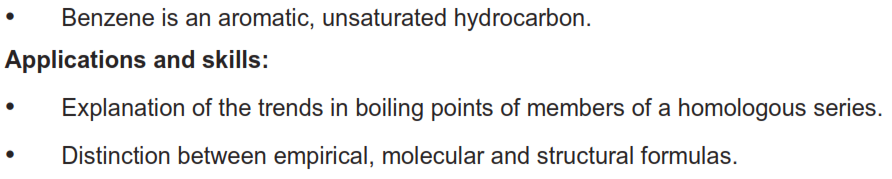 • Benzene is an aromatic, unsaturated hydrocarbon.
Applications and skills:
• Explanation of the trends in boiling points of members of a homologous series.
• Distinction between empirical, molecular and structural formulas.